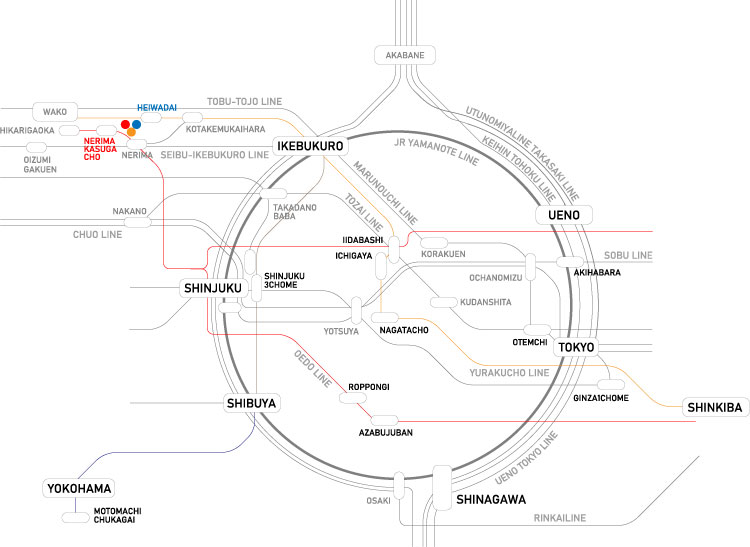 AKABANE
TOBU-TOJO LINE
WAKO
HEIWADAI
HIKARIGAOKA
KOTAKEMUKAIHARA
NERIMA
KASUGA
CHO
NERIMA
OIZUMI
GAKUEN
SEIBU-IKEBUKURO LINE
IKEBUKURO
JR YAMANOTE LINE
UTUNOMIYALINE TAKASAKI LINE
KEIHIN TOHOKU LINE
MARUNOUCHI LINE
TOZAI LINE
TAKADANO
BABA
NAKANO
CHUO LINE
UENO
IIDABASHI
ICHIGAYA
KORAKUEN
SOBU LINE
OCHANOMIZU
AKIHABARA
SHINJUKU
SHINJUKU
3CHOME
KUDANSHITA
YOTSUYA
NAGATACHO
OTEMCHI
TOKYO
OEDO LINE
YURAKUCHO LINE
ROPPONGI
GINZA1CHOME
SHIBUYA
SHINKIBA
AZABUJUBAN
UENO TOKYO LINE
YOKOHAMA
OSAKI
SHINAGAWA
MOTOMACHI
CHUKAGAI
RINKAILINE